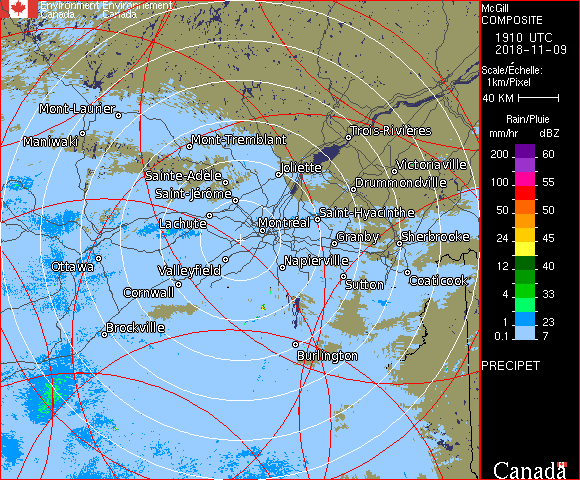 Environment Environnement
Canada Canada
McGill
COMPOSITE
1910 UTC
2018-11-09
Scale/Échelle:
1km/Pixel
40 KM
Rain/Pluie
mm/hr dBZ
200 60
100 55
50 50
24 45
12 40
4 33
1 23
0.1 7
PRECIPET
Canada
Mont-Laurier
Maniwaki
Mont-Tremblant
Trois-Rivières
Joliette
Victoriaville
Sainte-Adèle
Drummondville
Saint-Jérôme
Saint-Hyacinthe
Lachute
Montréal
Granby
Sherbrooke
Ottawa
Valleyfield
Napierville
Coaticook
Cornwall
Sutton
Brockville
Burlington